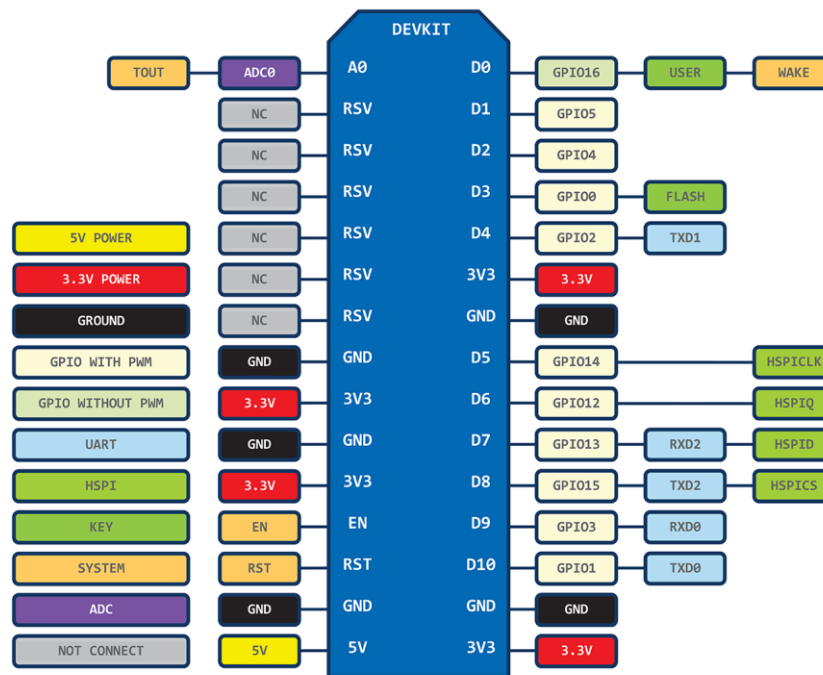 DEVKIT
TOUT ADC0 A0 D0 GPIO16 USER WAKE
NC RSV D1 GPIO5
NC RSV D2 GPIO4
NC RSV D3 GPIO0 FLASH
5V POWER NC RSV D4 GPIO2 TXD1
3.3V POWER NC RSV 3V3 3.3V
GROUND NC RSV GND GND
GPIO WITH PWM GND GND D5 GPIO14 HSPICLK
GPIO WITHOUT PWM 3.3V 3V3 D6 GPIO12 HSPIQ
UART GND GND D7 GPIO13 RXD2 HSPID
HSPI 3.3V 3V3 D8 GPIO15 TXD2 HSPICS
KEY EN EN D9 GPIO3 RXD0
SYSTEM RST RST D10 GPIO1 TXD0
ADC GND GND GND GND
NOT CONNECT 5V 5V 3V3 3.3V